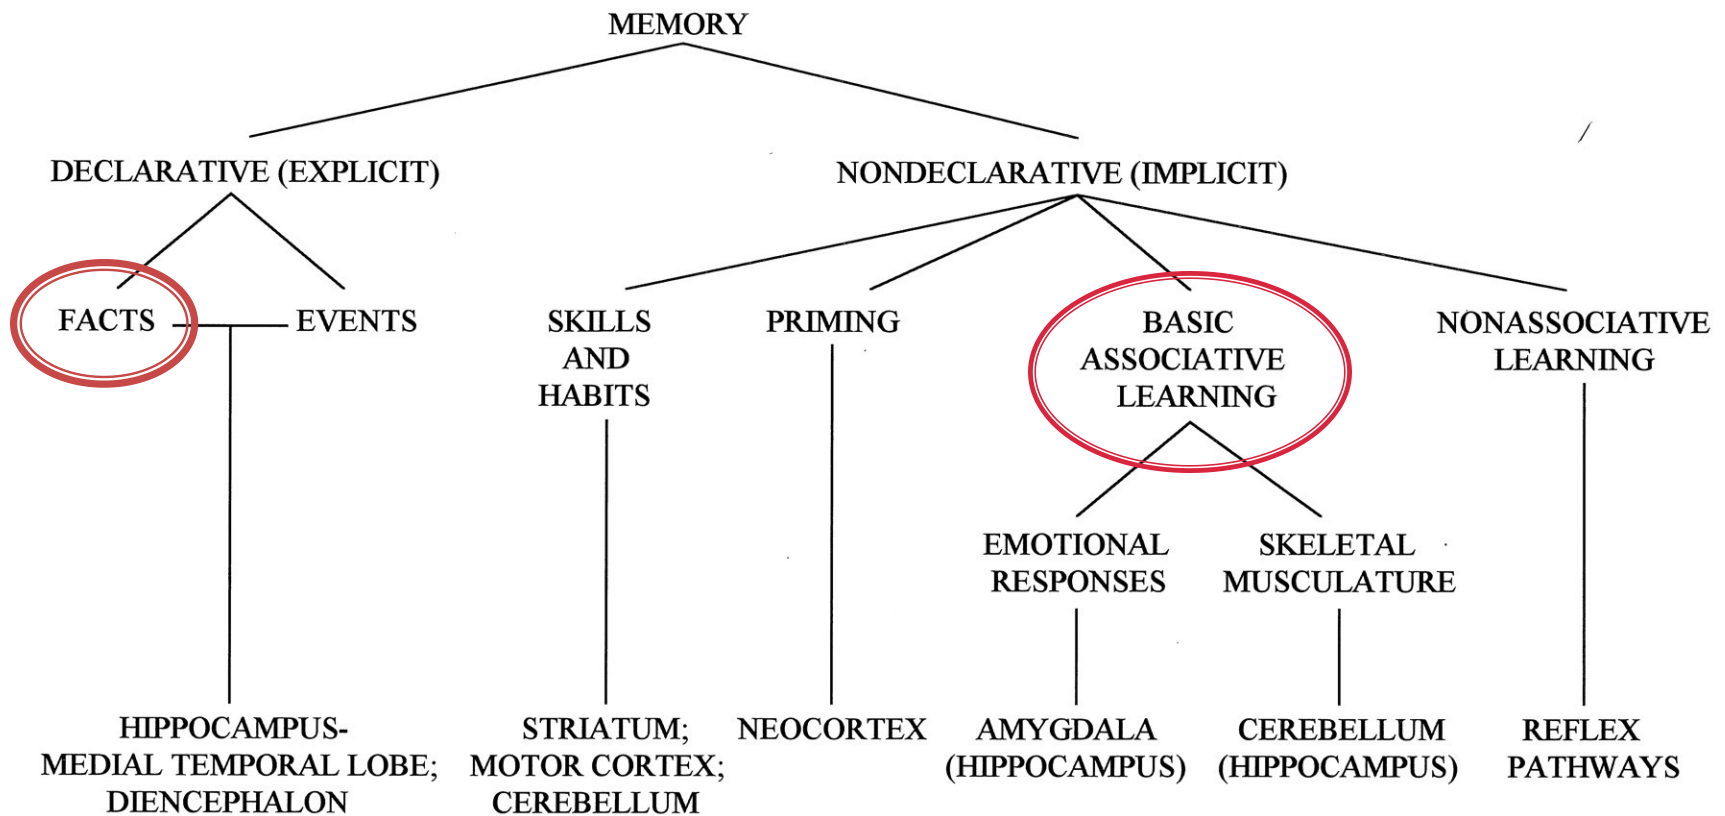 MEMORY
DECLARATIVE (EXPLICIT)
NONDECLARATIVE (IMPLICIT)
FACTS
EVENTS
SKILLS
AND
HABITS
PRIMING
BASIC
ASSOCIATIVE
LEARNING
NONASSOCIATIVE
LEARNING
EMOTIONAL
RESPONSES
SKELETAL
MUSCULATURE
HIPPOCAMPUS-
MEDIAL TEMPORAL LOBE;
DIENCEPHALON
STRIATUM;
MOTOR CORTEX;
CEREBELLUM
NEOCORTEX
AMYGDALA
(HIPPOCAMPUS)
CEREBELLUM
(HIPPOCAMPUS)
REFLEX
PATHWAYS